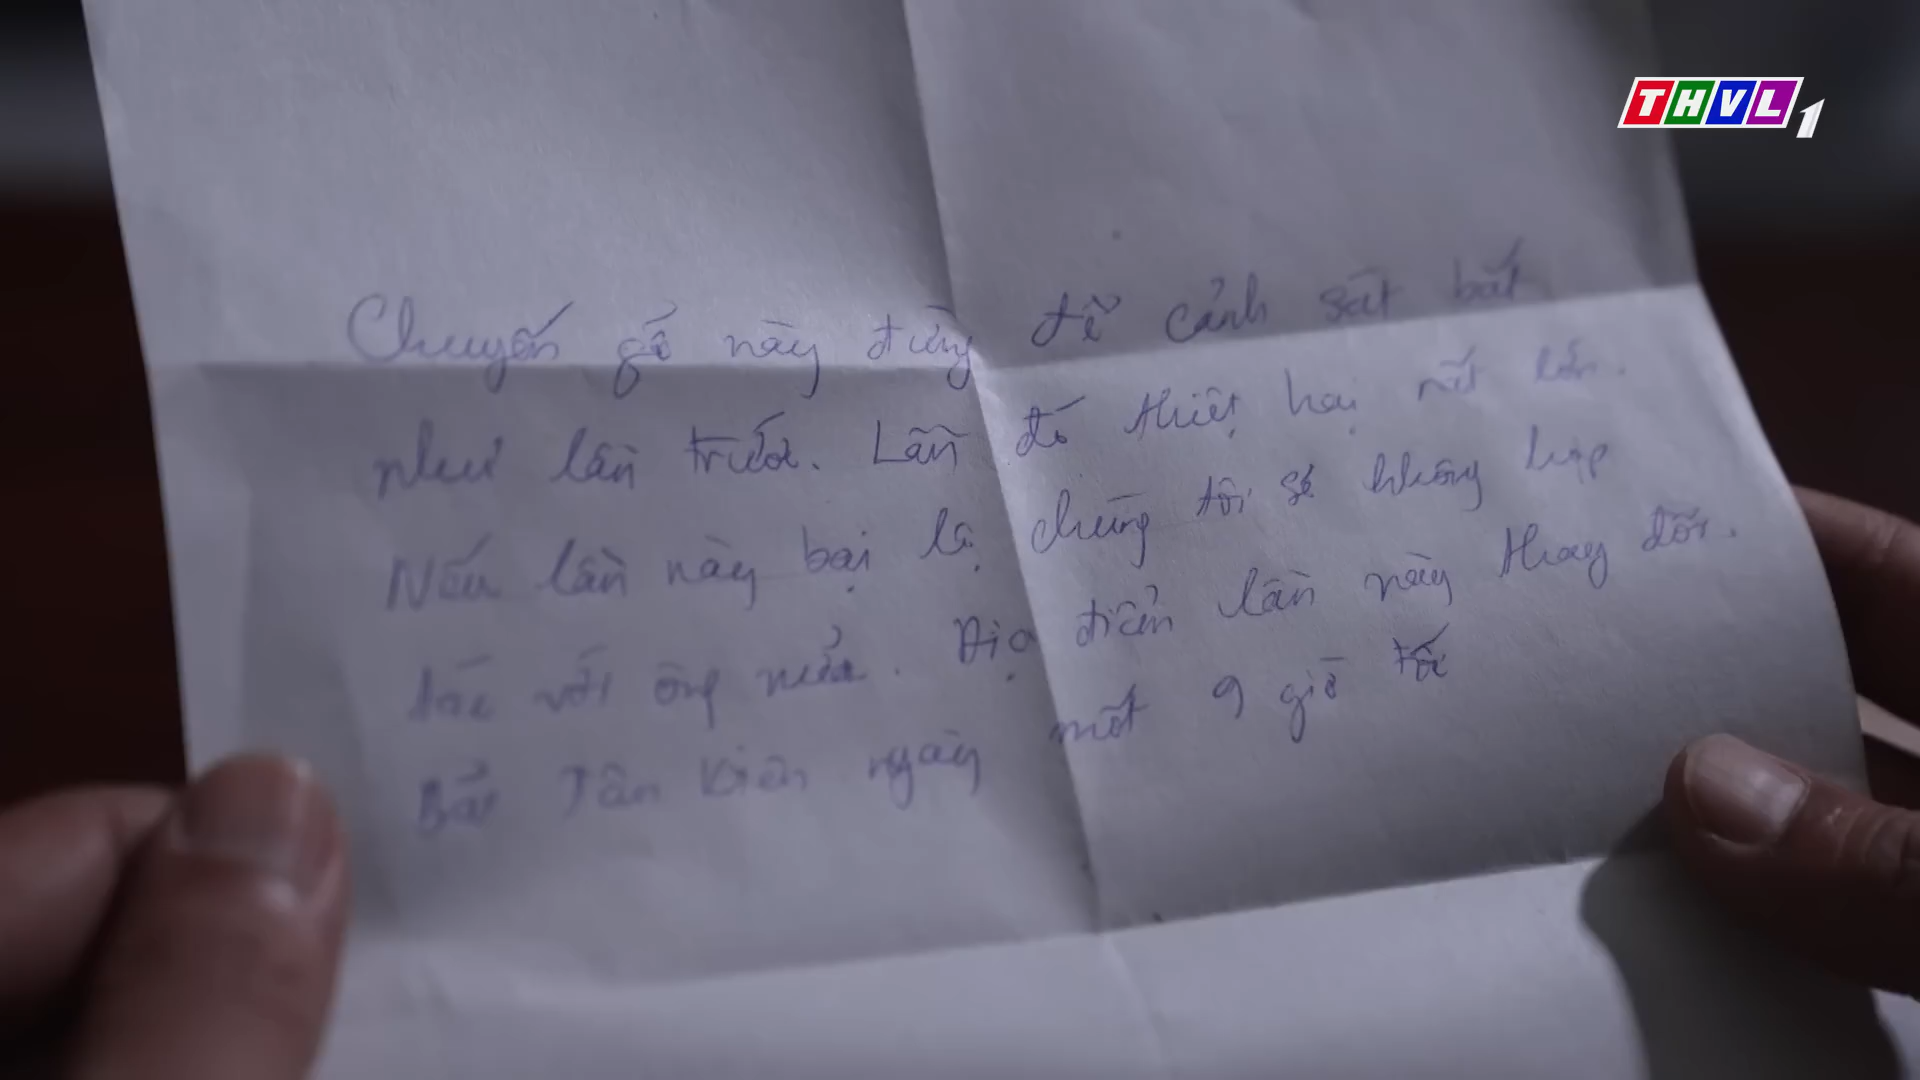 THVL1
Chuyến gỗ này đừng để cảnh sát bắt
như lần trước. Lần đó thiệt hại rất lớn.
Nếu lần này bại lộ chúng tôi sẽ không hợp
tác với ông nữa. Địa điểm lần này thay đổi.
Bãi Tân Kiên ngày mốt 9 giờ tối